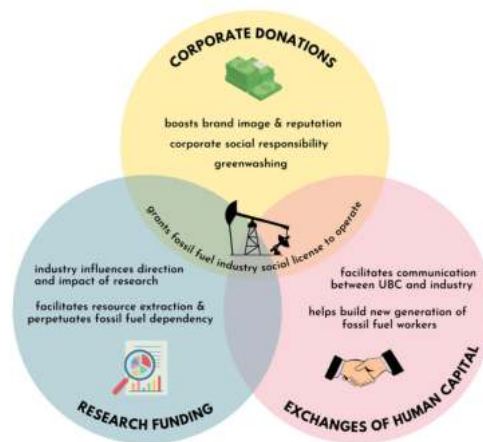 CORPORATE DONATIONS
boosts brand image & reputation
corporate social responsibility
greenwashing
grants fossil fuel industry social license to operate
industry influences direction
and impact of research
facilitates resource extraction &
perpetuates fossil fuel dependency
RESEARCH FUNDING
facilitates communication
between UBC and industry
helps build new generation of
fossil fuel workers
EXCHANGES OF HUMAN CAPITAL